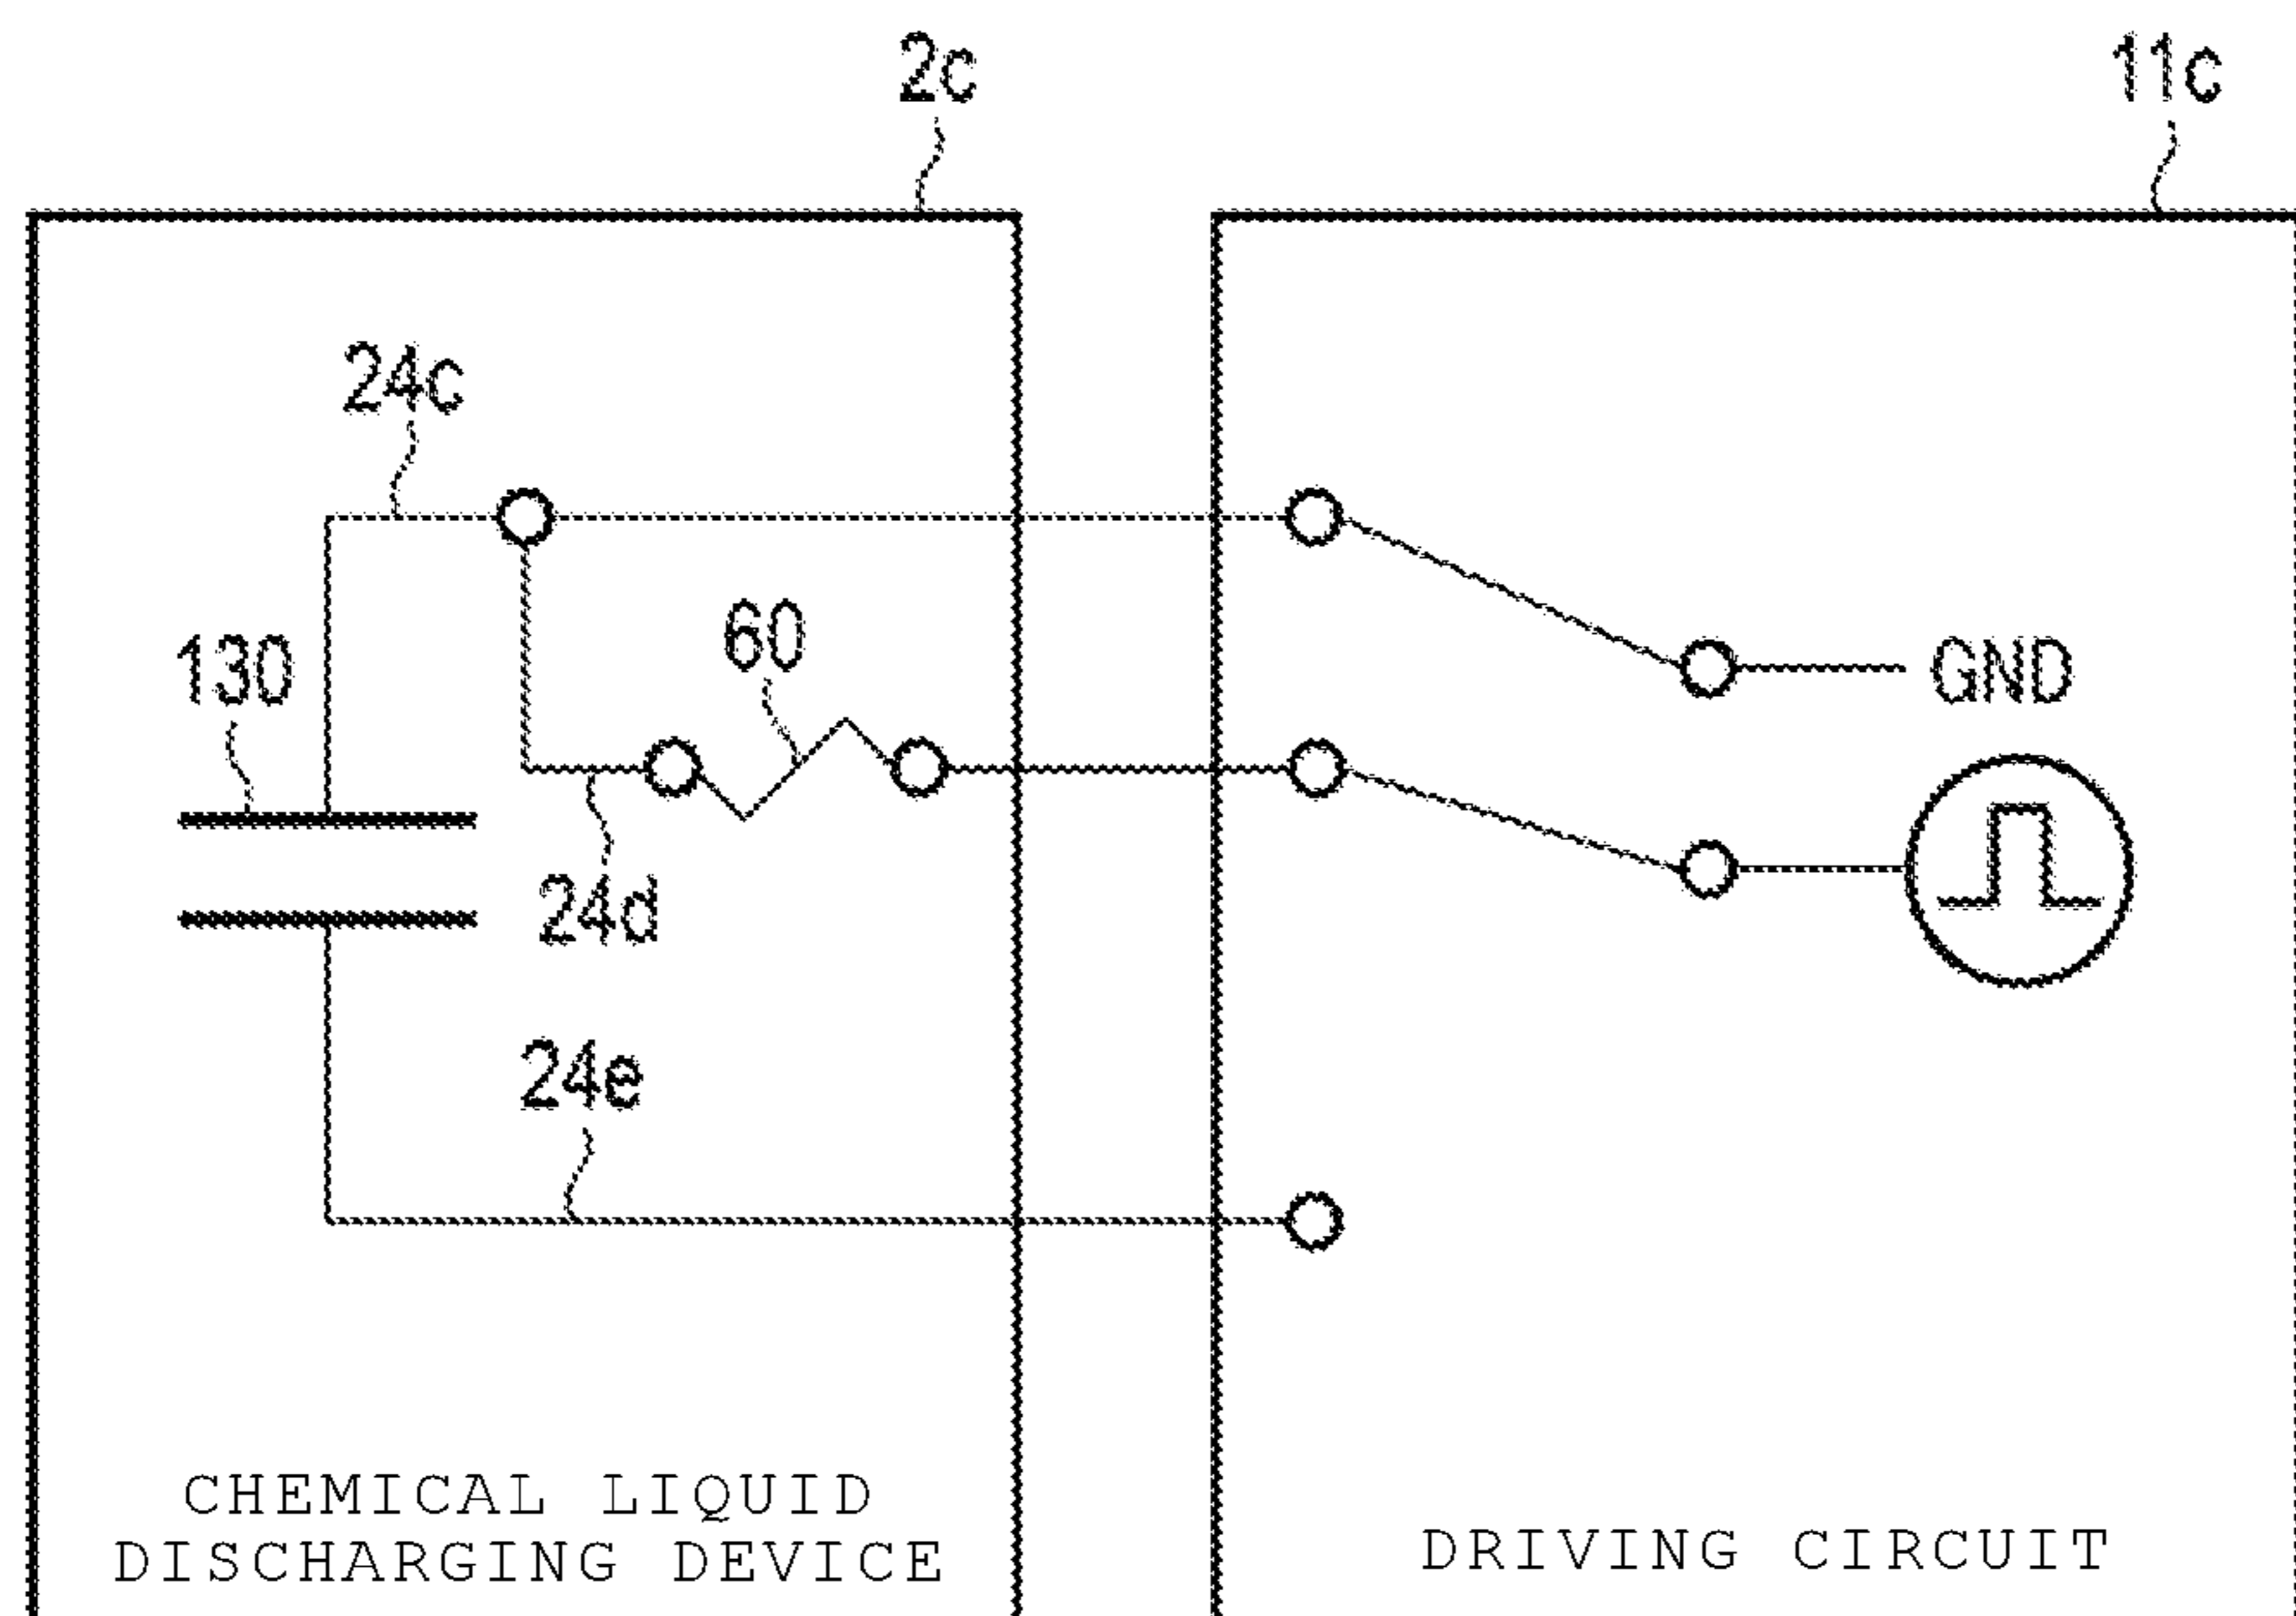 2c
11c
24c
60
130
GND
24d
24e
CHEMICAL LIQUID
DISCHARGING DEVICE
DRIVING CIRCUIT